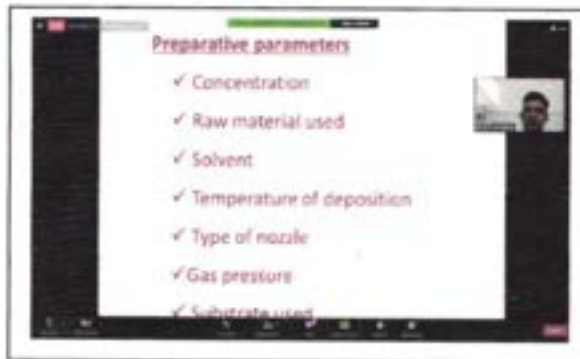 Preparative parameters
✓ Concentration
✓ Raw material used
✓ Solvent
✓ Temperature of deposition
✓ Type of nozzle
✓ Gas pressure
✓ Substrate used